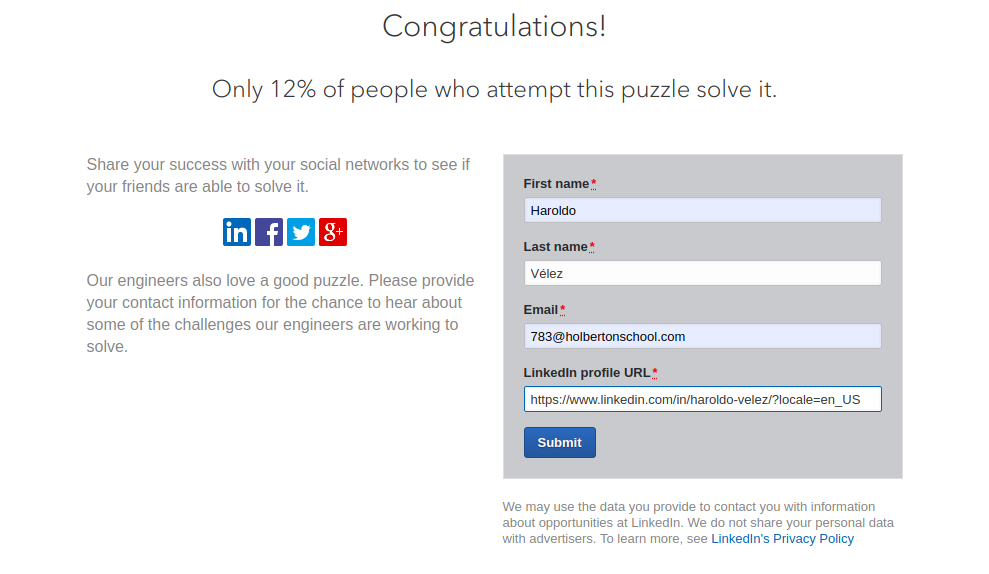 Congratulations!
Only 12% of people who attempt this puzzle solve it.
Share your success with your social networks to see if
your friends are able to solve it.
in f g+
Our engineers also love a good puzzle. Please provide
your contact information for the chance to hear about
some of the challenges our engineers are working to
solve.
First name*
Haroldo
Last name*
Vélez
Email*
783@holbertonschool.com
LinkedIn profile URL*
https://www.linkedin.com/in/haroldo-velez/?locale=en_US
Submit
We may use the data you provide to contact you with information
about opportunities at LinkedIn. We do not share your personal data
with advertisers. To learn more, see LinkedIn's Privacy Policy